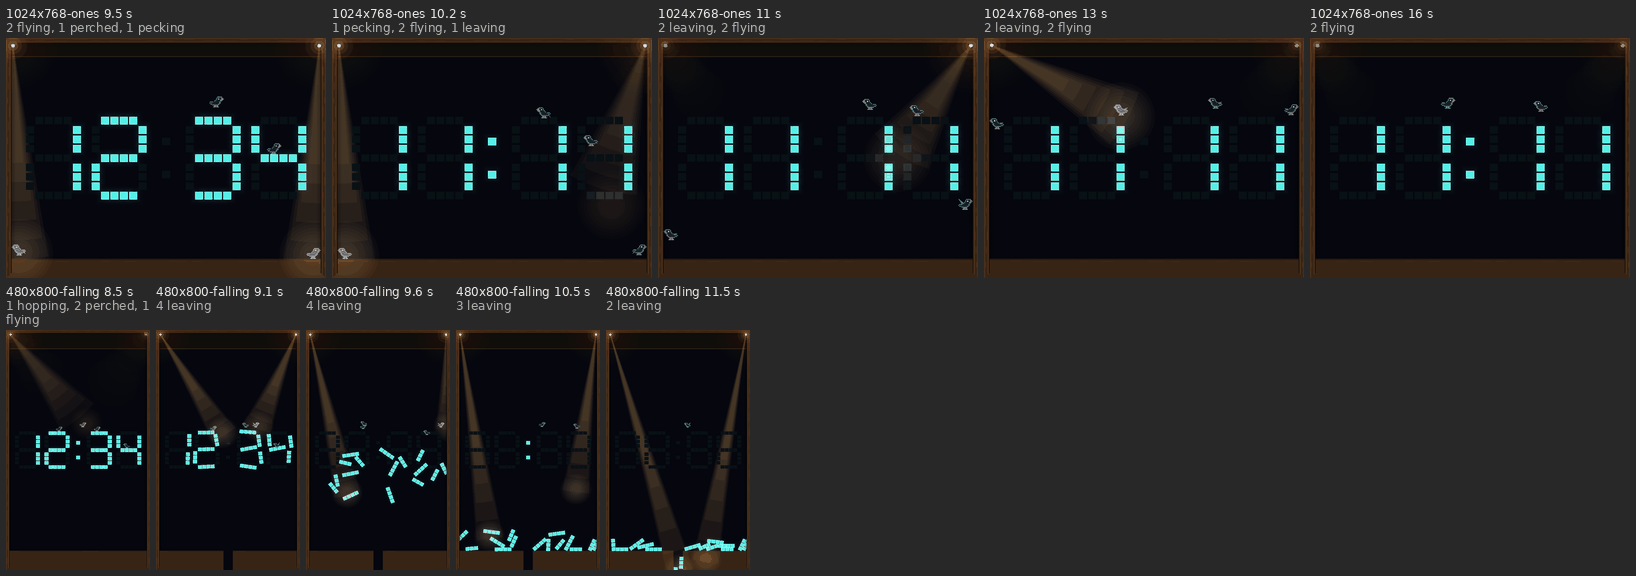 1024x768-ones 9.5 s
2 flying, 1 perched, 1 pecking
12 34
1024x768-ones 10.2 s
1 pecking, 2 flying, 1 leaving
11:11
1024x768-ones 11 s
2 leaving, 2 flying
11 11
1024x768-ones 13 s
2 leaving, 2 flying
11 11
1024x768-ones 16 s
2 flying
11:11
480x800-falling 8.5 s
1 hopping, 2 perched, 1
flying
12:34
480x800-falling 9.1 s
4 leaving
12 34
480x800-falling 9.6 s
4 leaving
480x800-falling 10.5 s
3 leaving
:
480x800-falling 11.5 s
2 leaving